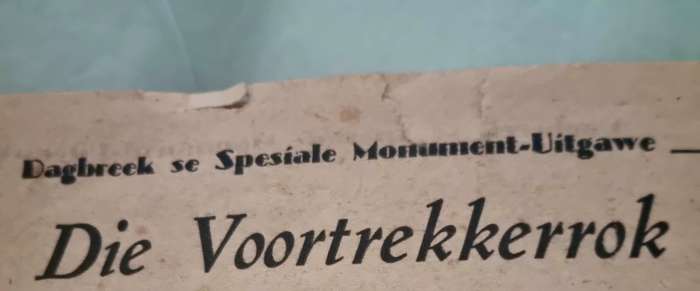 Dagbreek se Spesiale Monument-Uitgawe —
Die Voortrekkerrok